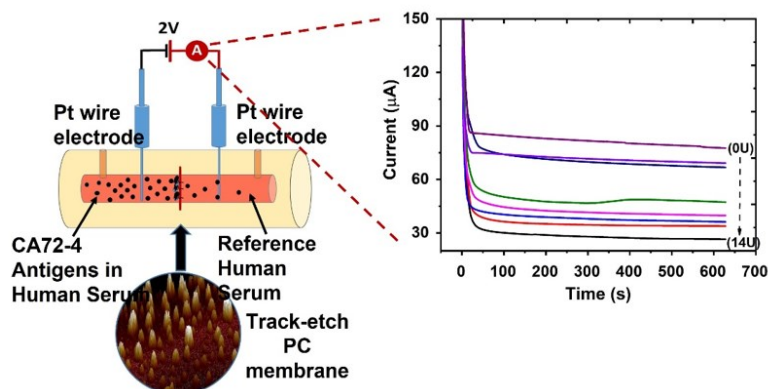 2V
A
Pt wire
electrode
Pt wire
electrode
CA72-4
Antigens in
Human Serum
Reference
Human
Serum
Track-etch
PC
membrane
Current (μA)
150
120
90
60
30
(0U)
(14U)
0 100 200 300 400 500 600 700
Time (s)